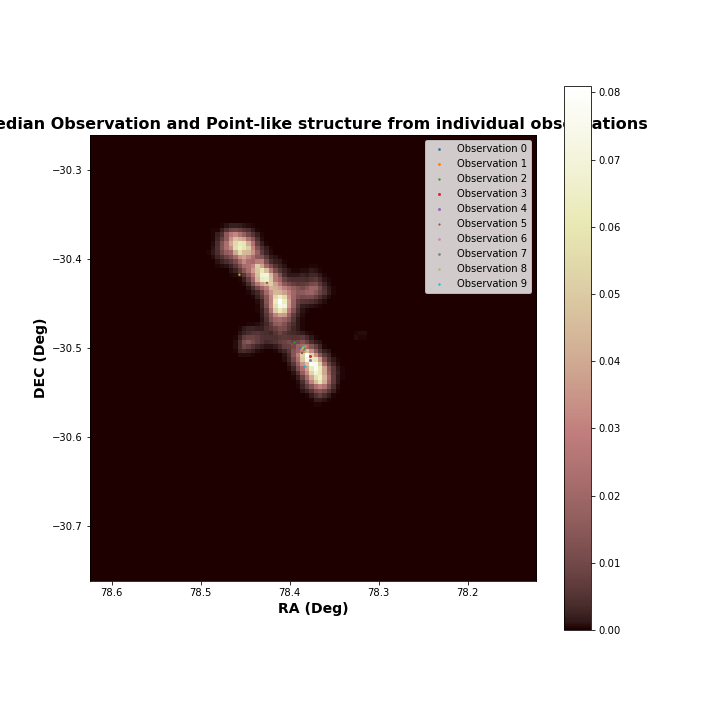 edian Observation and Point-like structure from individual obs ations
Observation 0
Observation 1
Observation 2
Observation 3
Observation 4
Observation 5
Observation 6
Observation 7
Observation 8
Observation 9
−30.3
−30.4
−30.5
−30.6
−30.7
DEC (Deg)
78.6 78.5 78.4 78.3 78.2
RA (Deg)
0.08
0.07
0.06
0.05
0.04
0.03
0.02
0.01
0.00